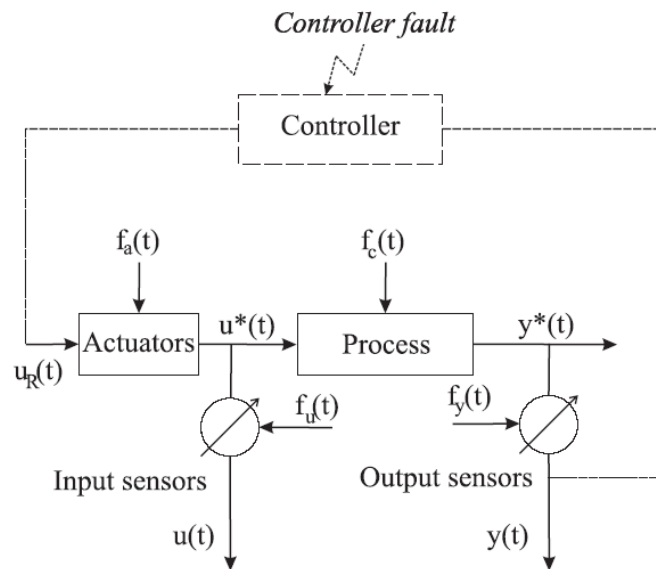 Controller fault
Controller
f_a(t)
f_c(t)
Actuators
u*(t)
Process
y*(t)
u_R(t)
f_u(t)
f_y(t)
Input sensors
Output sensors
u(t)
y(t)